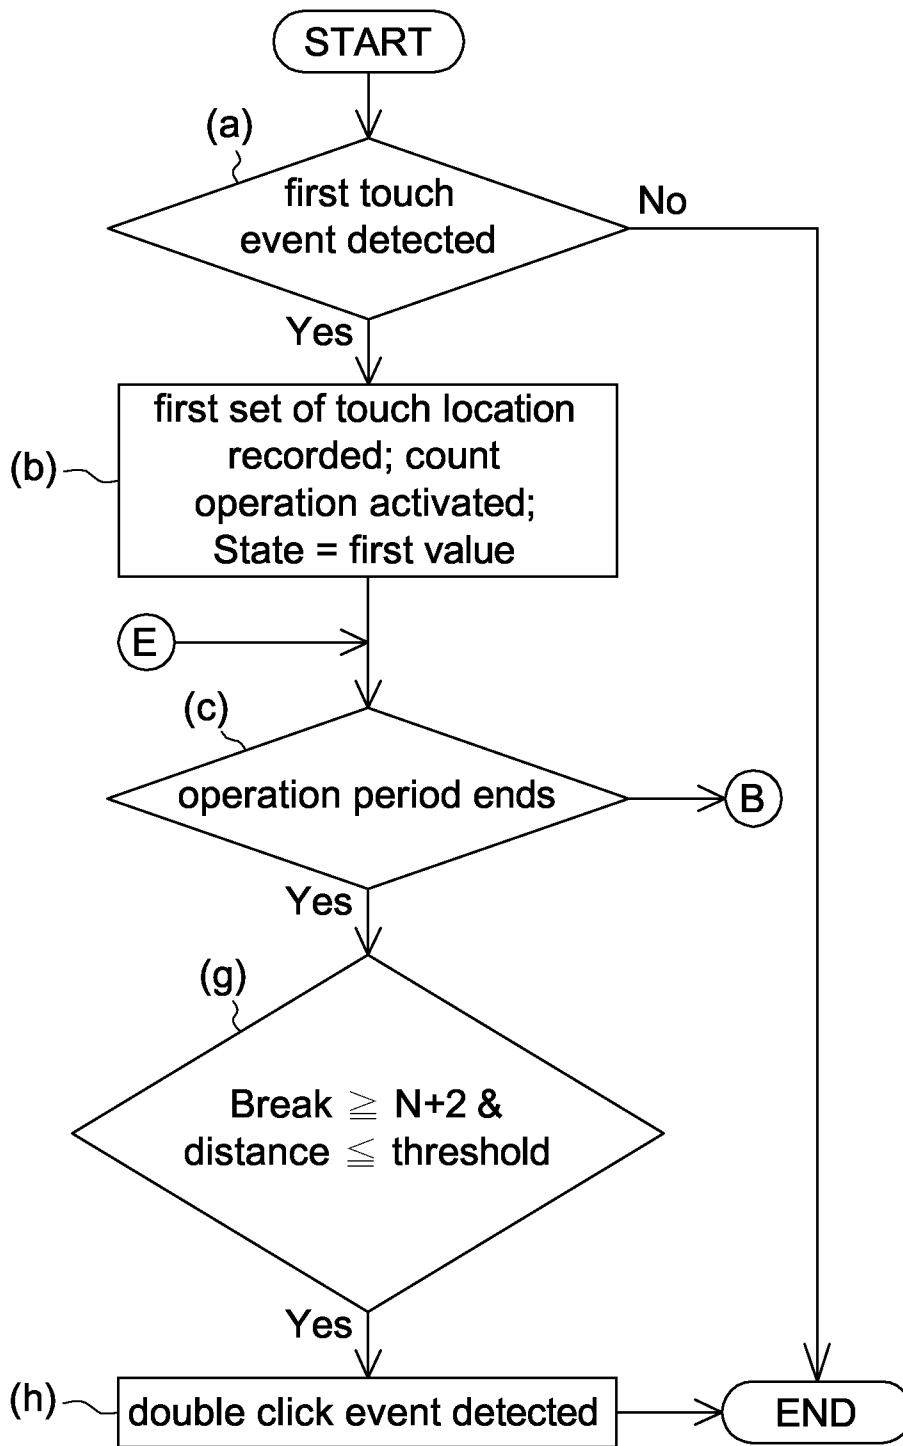 START
(a)
first touch
event detected
No
Yes
first set of touch location
recorded; count
operation activated;
State = first value
(b)
E
(c)
operation period ends
B
Yes
(g)
Break ≧ N+2 &
distance ≦ threshold
Yes
(h)
double click event detected
END